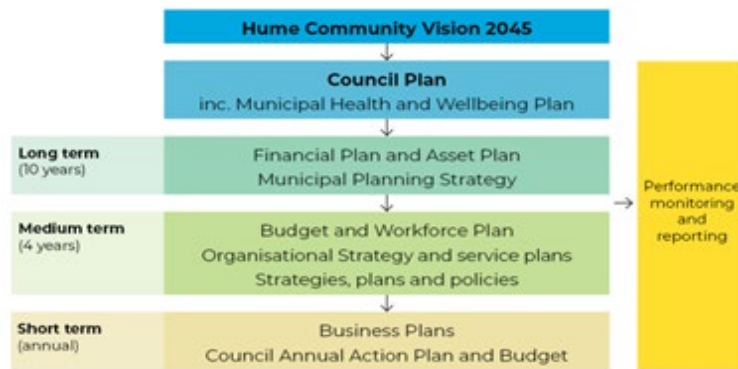 Hume Community Vision 2045
Council Plan
inc. Municipal Health and Wellbeing Plan
Long term
(10 years)
Financial Plan and Asset Plan
Municipal Planning Strategy
Medium term
(4 years)
Budget and Workforce Plan
Organisational Strategy and service plans
Strategies, plans and policies
Short term
(annual)
Business Plans
Council Annual Action Plan and Budget
Performance
monitoring
and
reporting